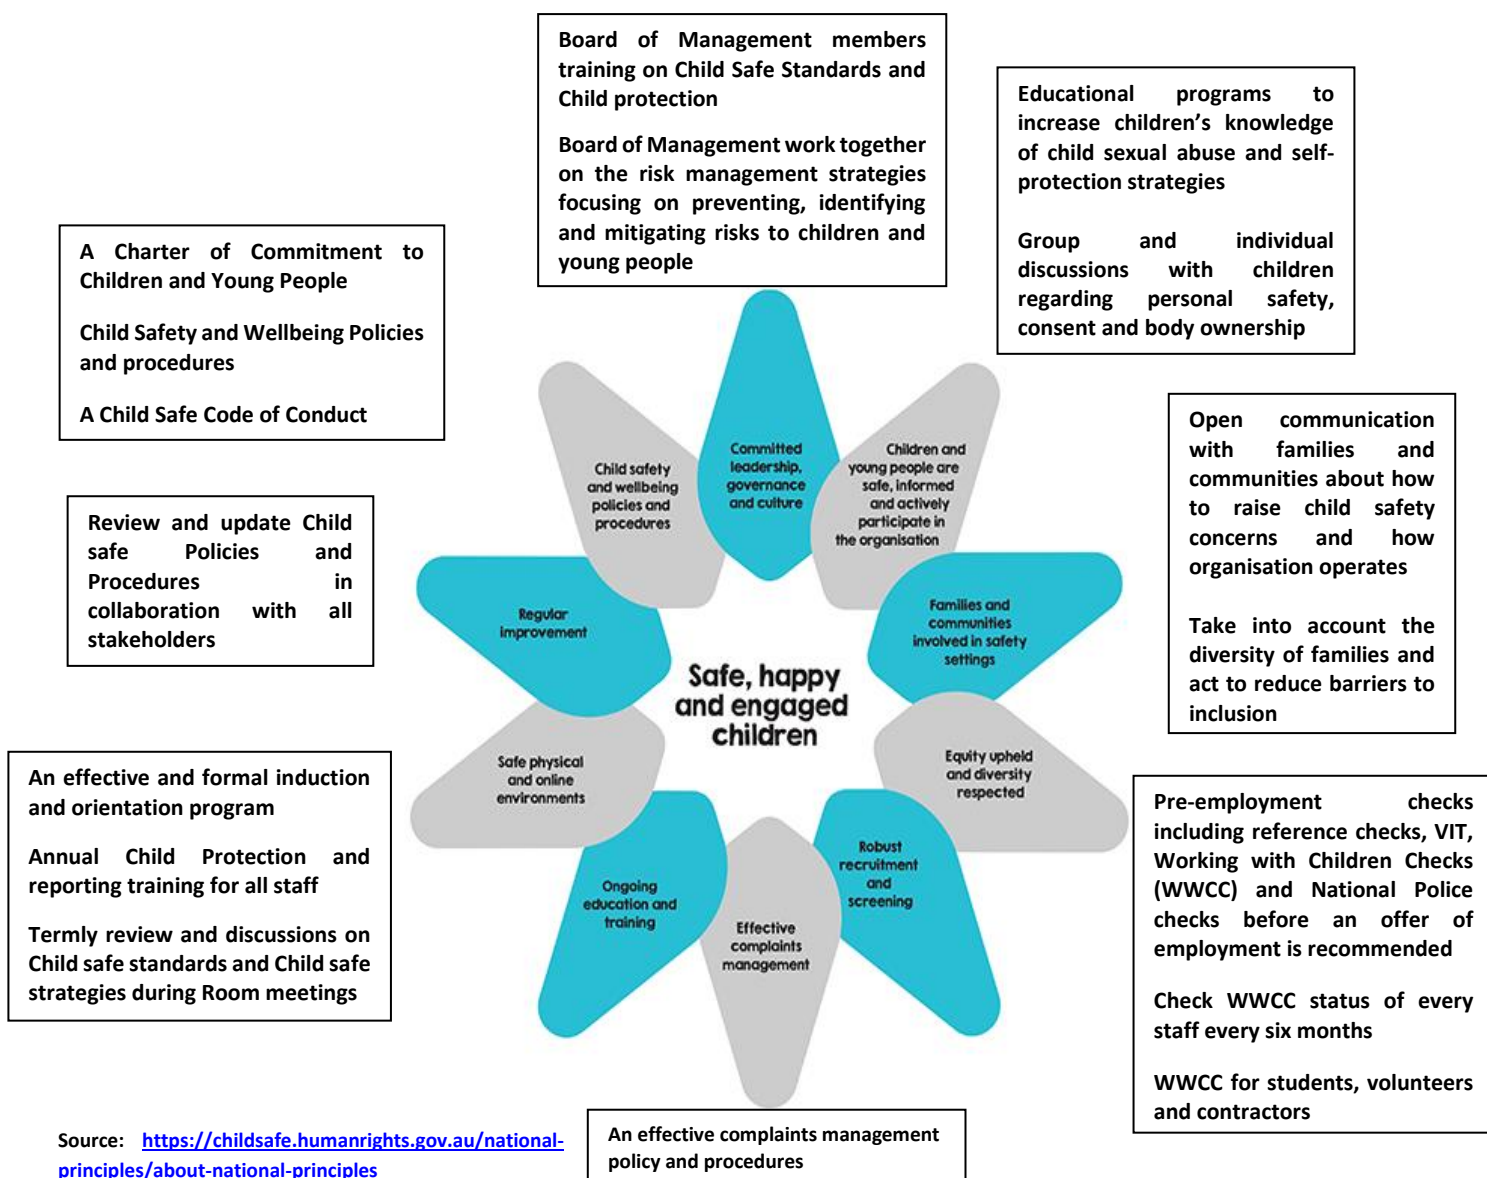 Board of Management members
training on Child Safe Standards and
Child protection
Board of Management work together
on the risk management strategies
focusing on preventing, identifying
and mitigating risks to children and
young people
Educational programs to
increase children’s knowledge
of child sexual abuse and self-
protection strategies
Group and individual
discussions with children
regarding personal safety,
consent and body ownership
A Charter of Commitment to
Children and Young People
Child Safety and Wellbeing Policies
and procedures
A Child Safe Code of Conduct
Open communication
with families and
communities about how
to raise child safety
concerns and how
organisation operates
Take into account the
diversity of families and
act to reduce barriers to
inclusion
Review and update Child
safe Policies and
Procedures in
collaboration with all
stakeholders
Child safety
and wellbeing
policies and
procedures
Committed
leadership,
governance
and culture
Children and
young people are
safe, informed
and actively
participate in
the organisation
Regular
improvement
Families and
communities
involved in safety
settings
Safe, happy
and engaged
children
Safe physical
and online
environments
Equity upheld
and diversity
respected
Ongoing
education and
training
Effective
complaints
management
Robust
recruitment
and
screening
An effective and formal induction
and orientation program
Annual Child Protection and
reporting training for all staff
Termly review and discussions on
Child safe standards and Child safe
strategies during Room meetings
Pre-employment checks
including reference checks, VIT,
Working with Children Checks
(WWCC) and National Police
checks before an offer of
employment is recommended
Check WWCC status of every
staff every six months
WWCC for students, volunteers
and contractors
An effective complaints management
policy and procedures
Source: https://childsafe.humanrights.gov.au/national-
principles/about-national-principles